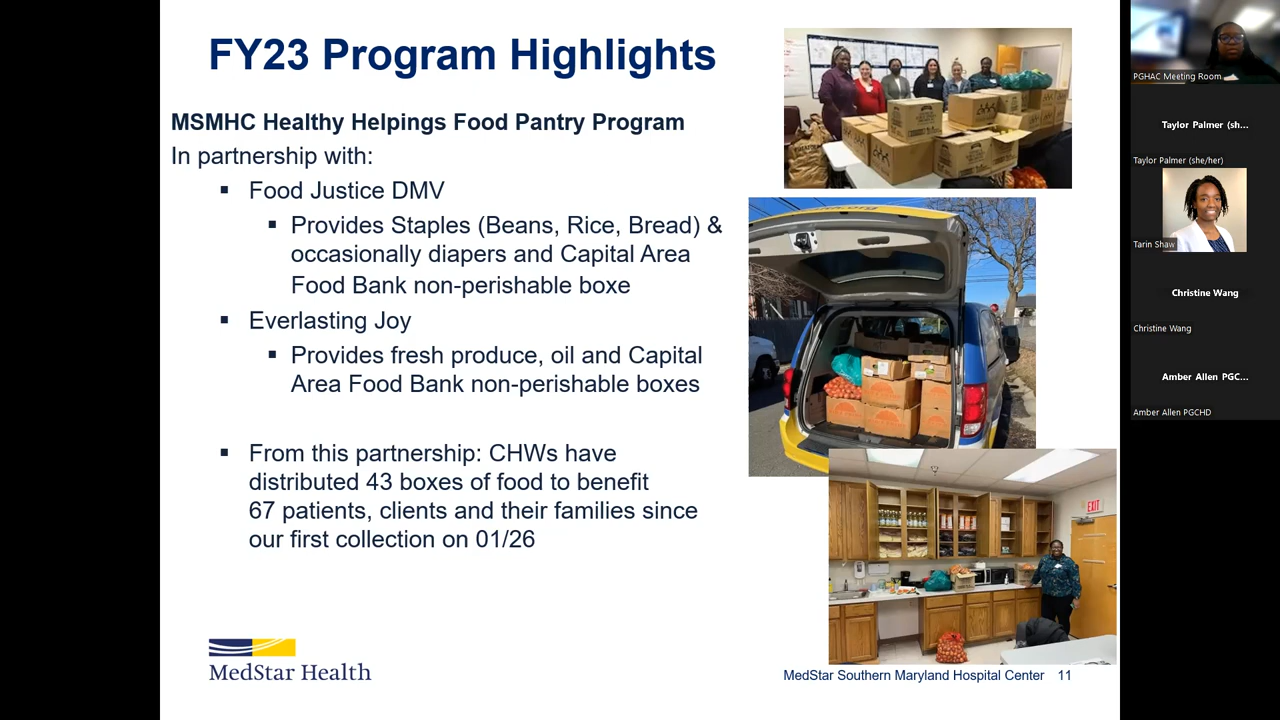 FY23 Program Highlights
MSMHC Healthy Helpings Food Pantry Program
In partnership with:
▪ Food Justice DMV
▪ Provides Staples (Beans, Rice, Bread) &
occasionally diapers and Capital Area
Food Bank non-perishable boxe
▪ Everlasting Joy
▪ Provides fresh produce, oil and Capital
Area Food Bank non-perishable boxes
▪ From this partnership: CHWs have
distributed 43 boxes of food to benefit
67 patients, clients and their families since
our first collection on 01/26
EXIT
MedStar Health
MedStar Southern Maryland Hospital Center 11
PGHAC Meeting Room
Taylor Palmer (sh...
Taylor Palmer (she/her)
Tarin Shaw
Christine Wang
Christine Wang
Amber Allen PGC...
Amber Allen PGCHD